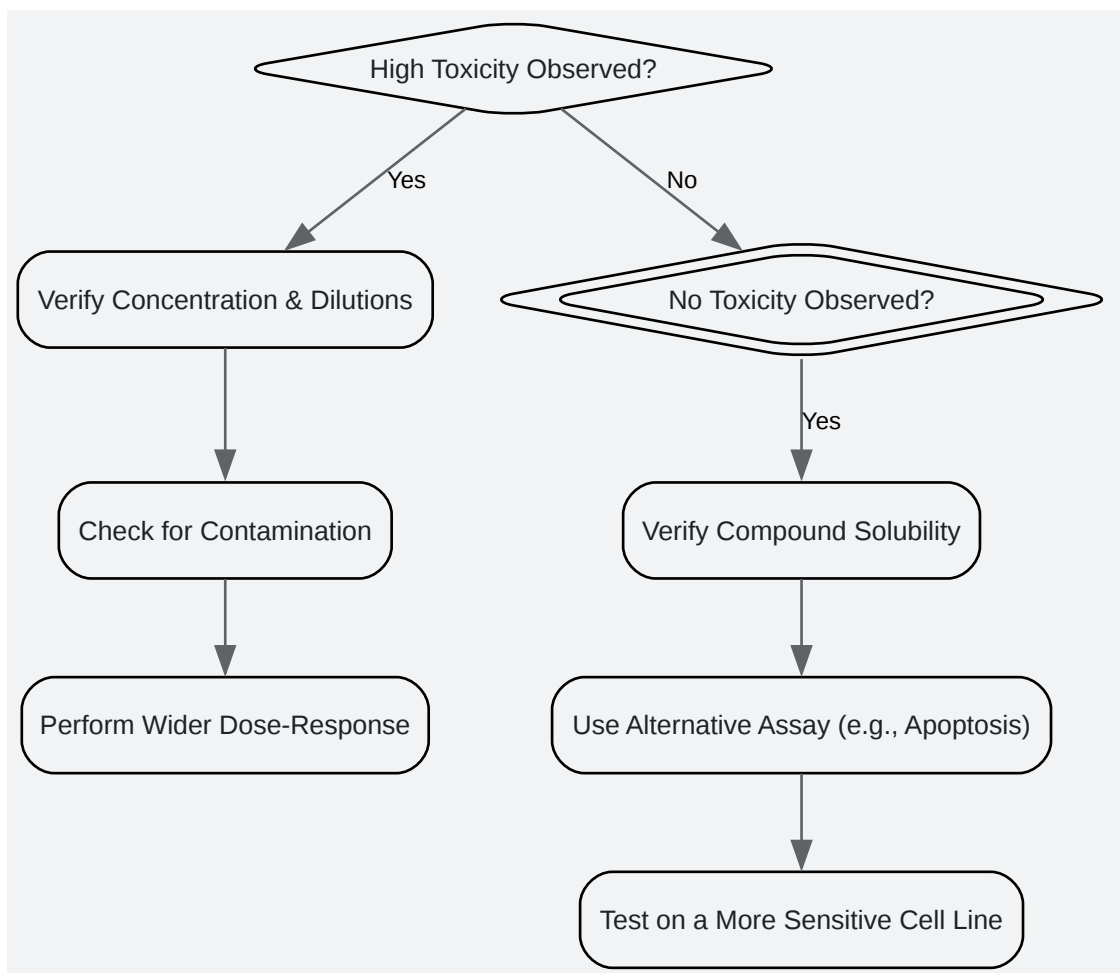 High Toxicity Observed?
Yes
No
Verify Concentration & Dilutions
No Toxicity Observed?
Yes
Check for Contamination
Verify Compound Solubility
Perform Wider Dose-Response
Use Alternative Assay (e.g., Apoptosis)
Test on a More Sensitive Cell Line